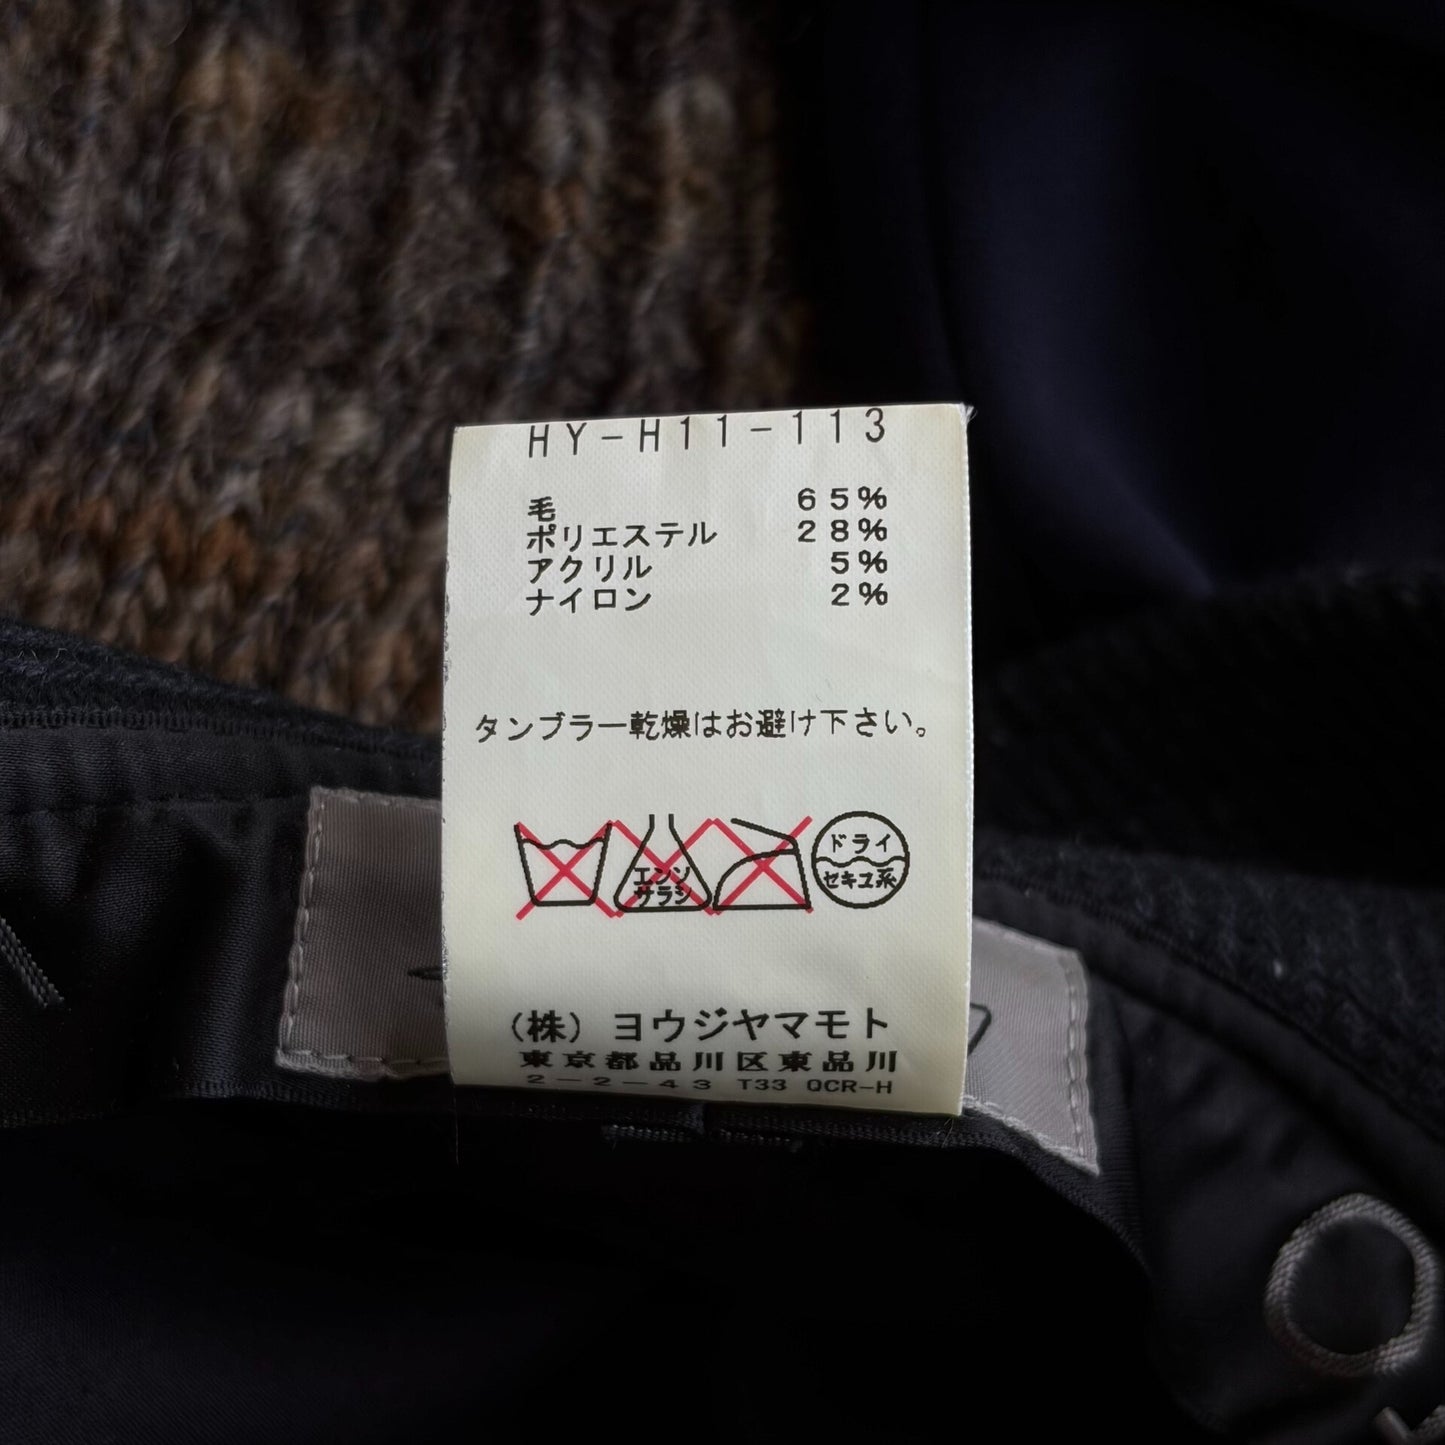 HY-H11-113
毛 65%
ポリエステル 28%
アクリル 5%
ナイロン 2%
タンブラー乾燥はお避け下さい。
エンソ
サラシ
ドライ
セキユ系
(株) ヨウジヤマモト
東京都品川区東品川
2-2-43 T33 QCR-H